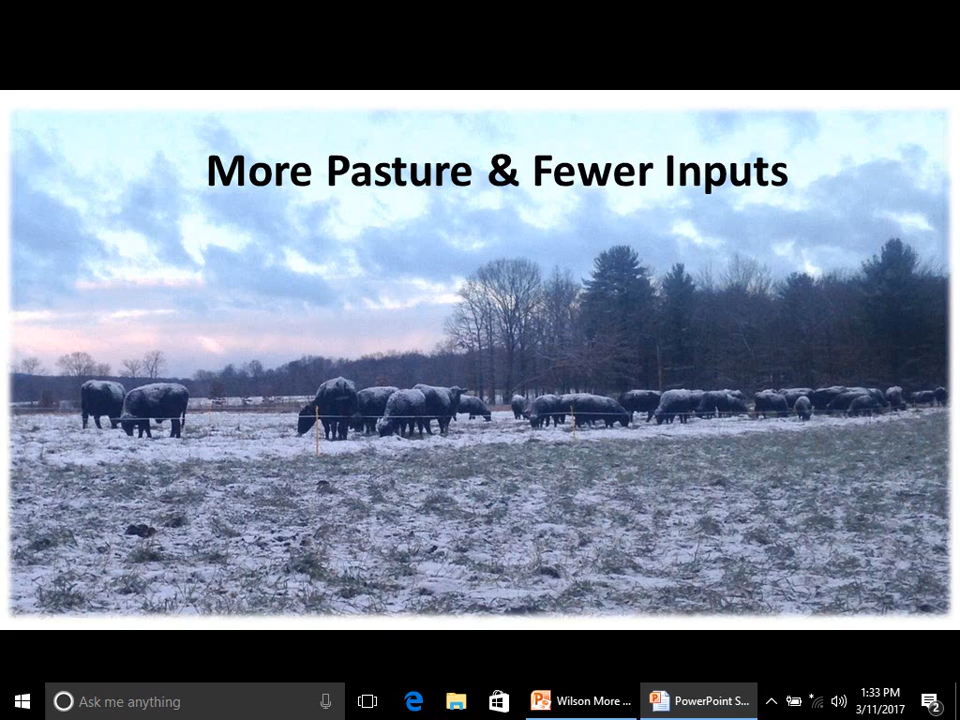 More Pasture & Fewer Inputs
Ask me anything
Wilson More ...
PowerPoint S...
1:33 PM
3/11/2017
2